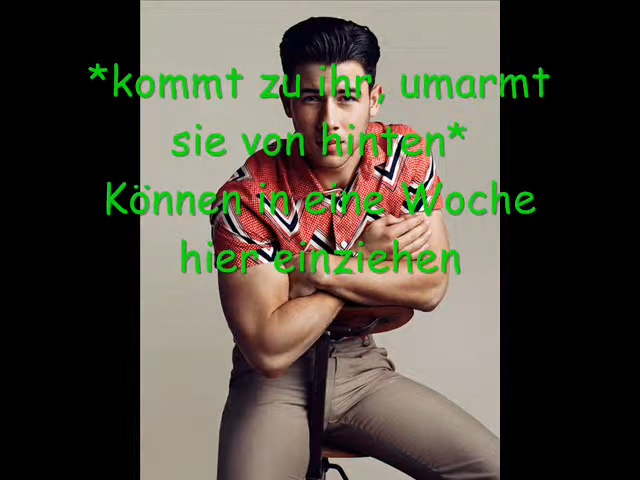 *kommt zu ihr, umarmt
sie von hinten*
Können in eine Woche
hier einziehen